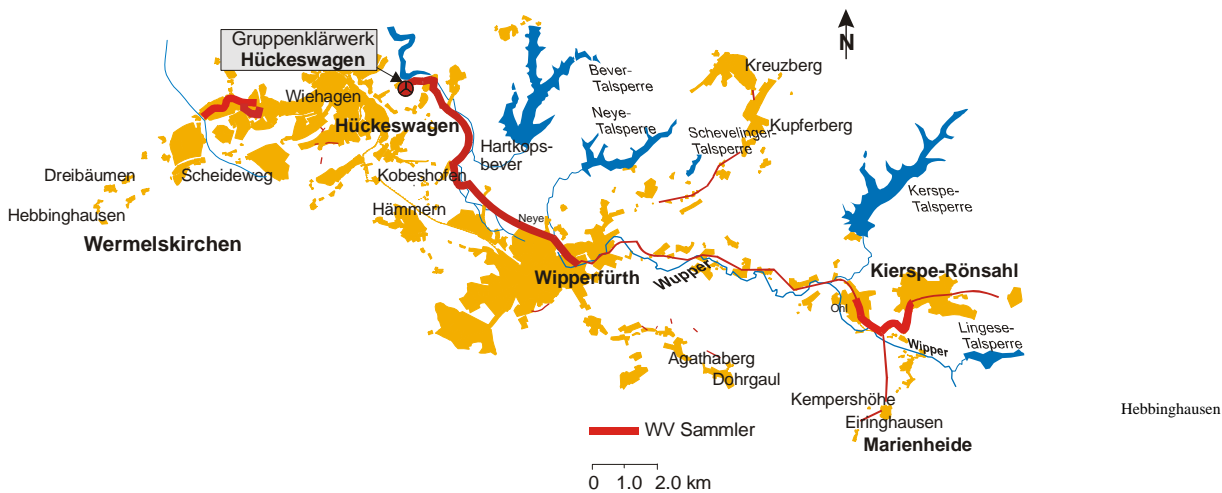 N
Gruppenklärwerk
Hückeswagen
Wiehagen
Hückeswagen
Bever-
Talsperre
Neye-
Talsperre
Schevelinger-
Talsperre
Kreuzberg
Kupferberg
Hartkops-
bever
Dreibäumen
Scheideweg
Kobeshofen
Hebbinghausen
Hämmern
Neye
Wermelskirchen
Kerspe-
Talsperre
Wipperfürth
Wupper
Kierspe-Rönsahl
Ohl
Lingese-
Talsperre
Wipper
Agathaberg
Dohrgaul
Kempershöhe
Eiringhausen
Marienheide
Hebbinghausen
WV Sammler
0 1.0 2.0 km